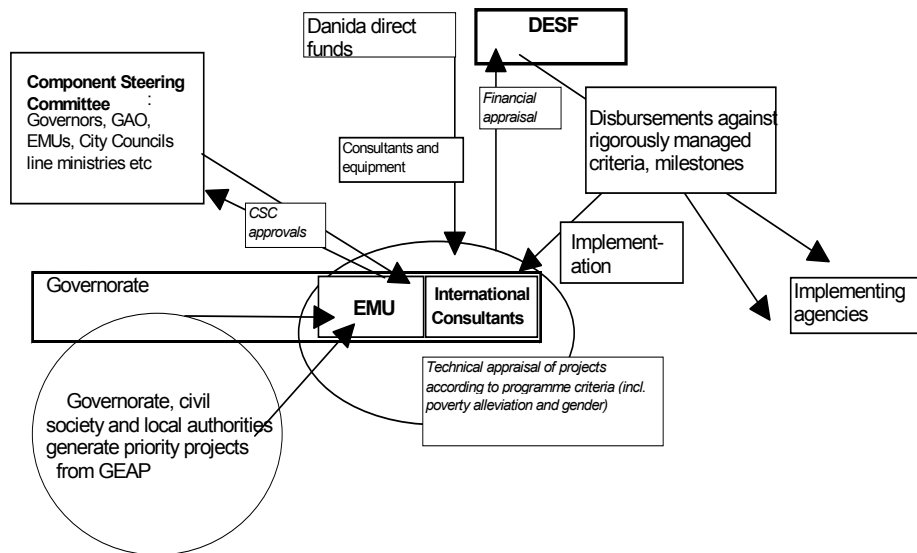 Danida direct
funds
DESF
Component Steering
Committee
:
Governors, GAO,
EMUs, City Councils
line ministries etc
Financial
appraisal
Disbursements against
rigorously managed
criteria, milestones
Consultants and
equipment
CSC
approvals
Implement-
ation
Governorate
EMU
International
Consultants
Implementing
agencies
Technical appraisal of projects
according to programme criteria (incl.
poverty alleviation and gender)
Governorate, civil
society and local authorities
generate priority projects
from GEAP